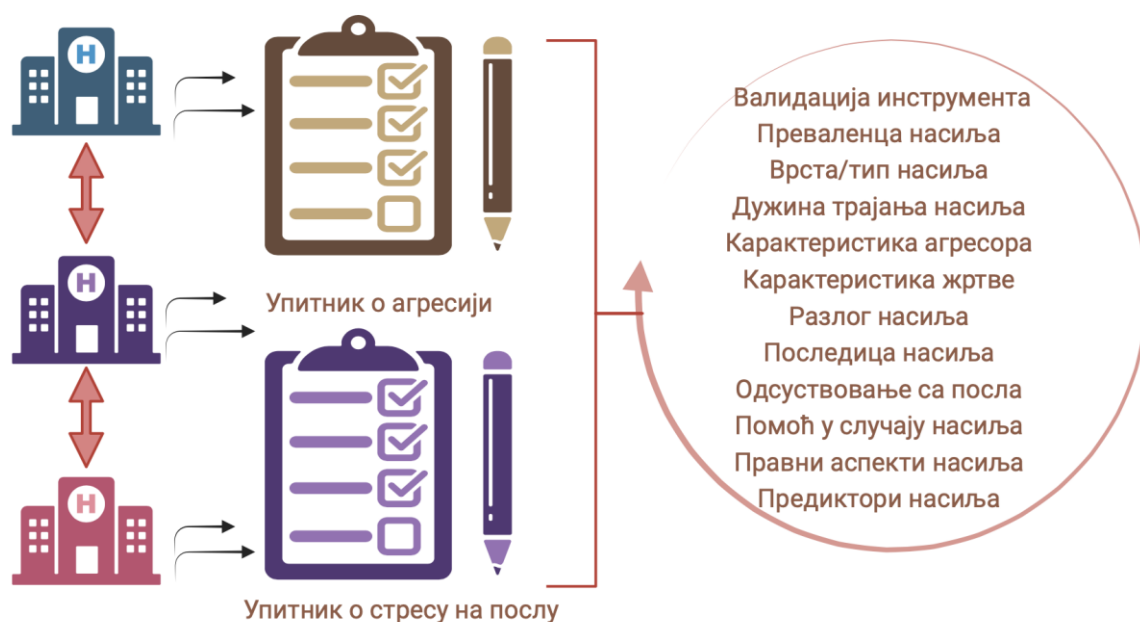 H
H
H
Упитник о агресији
Упитник о стресу на послу
Валидација инструмента
Преваленца насиља
Врста/тип насиља
Дужина трајања насиља
Карактеристика агресора
Карактеристика жртве
Разлог насиља
Последица насиља
Одсуствовање са посла
Помоћ у случају насиља
Правни аспекти насиља
Предиктори насиља